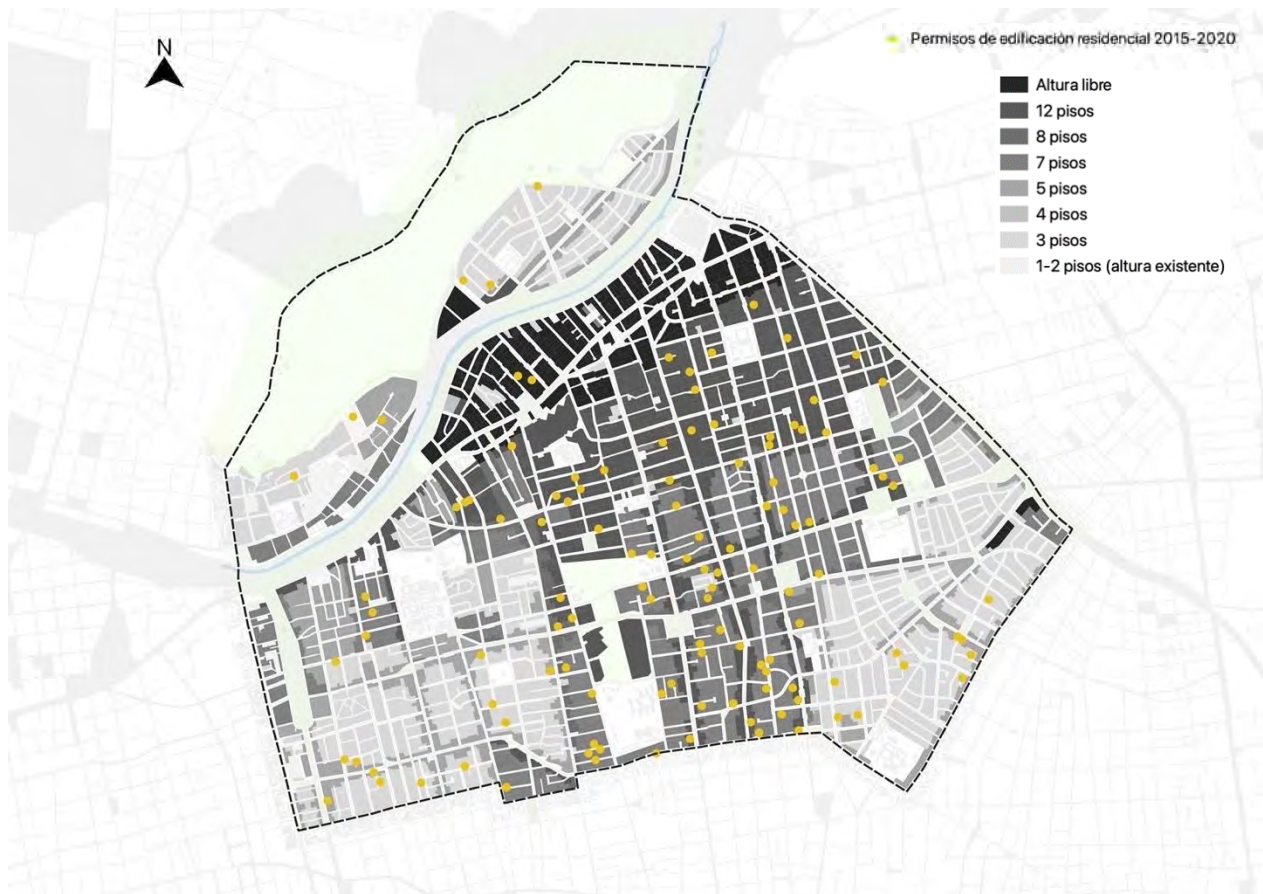 N
Permisos de edificación residencial 2015-2020
Altura libre
12 pisos
8 pisos
7 pisos
5 pisos
4 pisos
3 pisos
1-2 pisos (altura existente)